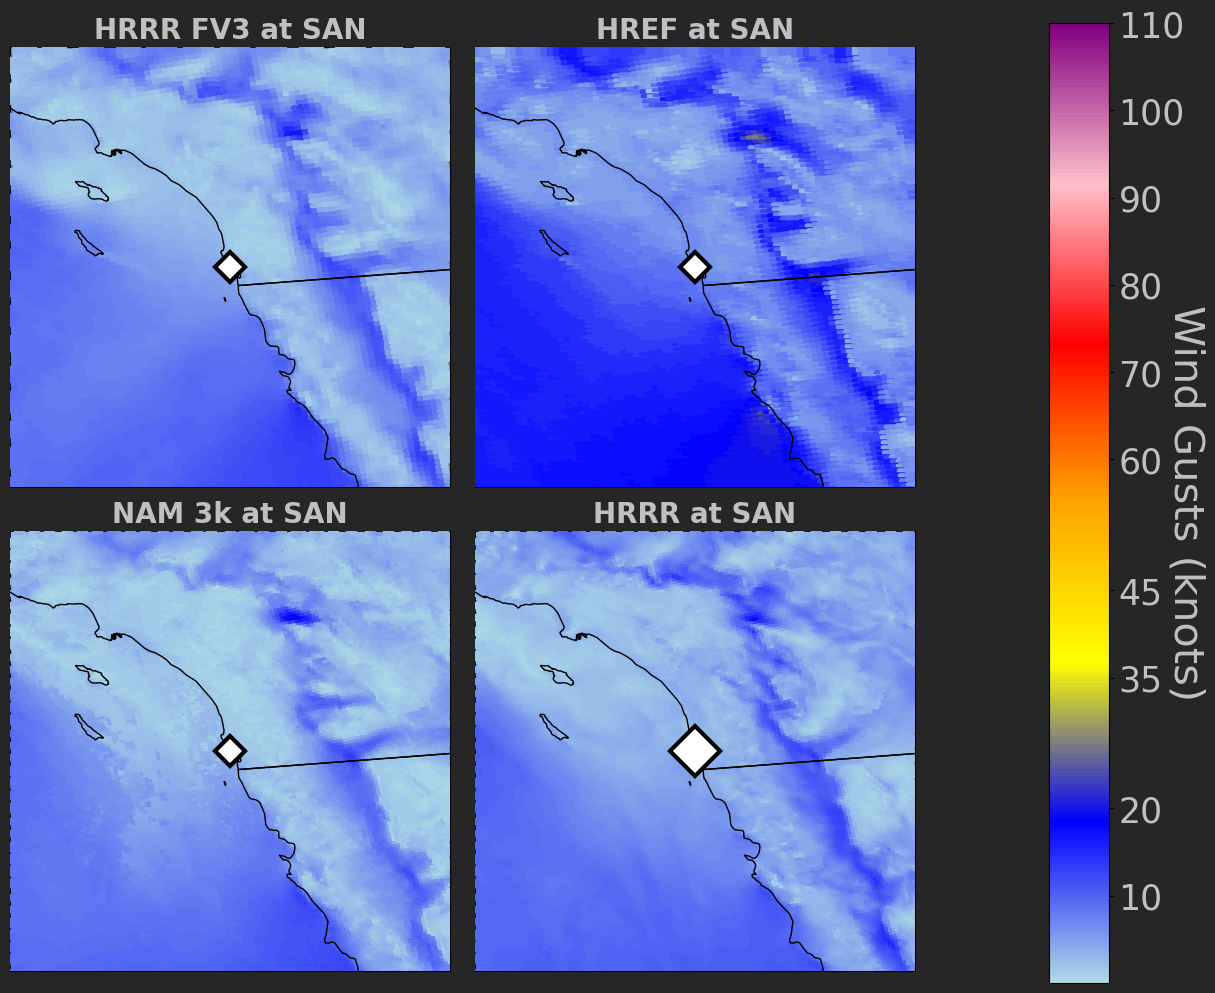 HRRR FV3 at SAN
HREF at SAN
NAM 3k at SAN
HRRR at SAN
110
100
90
80
70
60
45
35
20
10
Wind Gusts (knots)